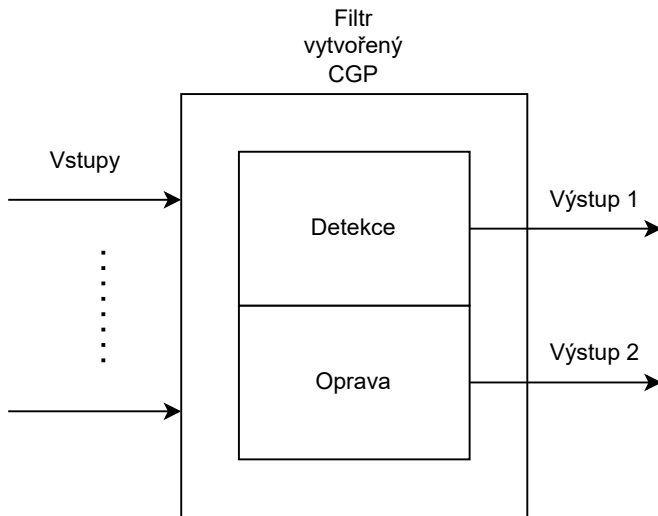 Filtr
vytvořený
CGP
Vstupy
Detekce
Výstup 1
Oprava
Výstup 2